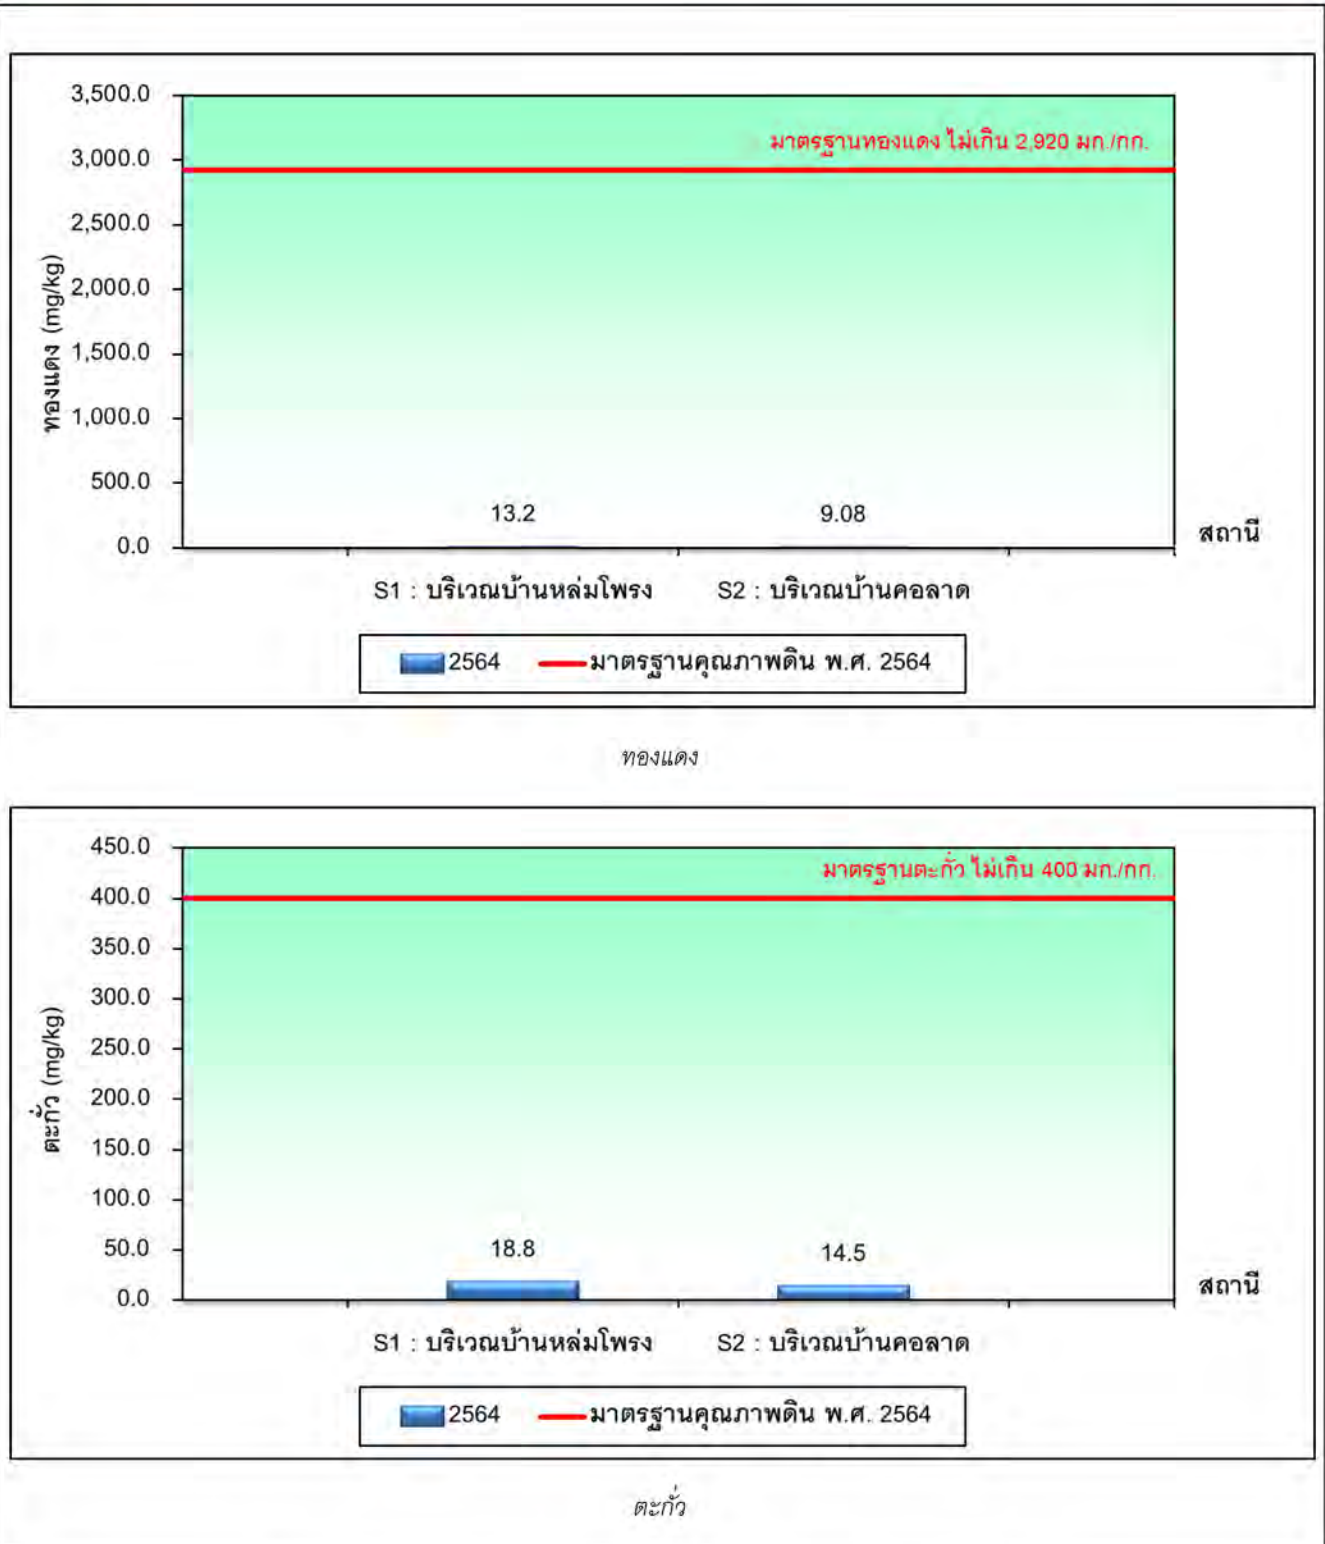 3,500.0
มาตรฐานทองแดง ไม่เกิน 2,920 มก./กก.
3,000.0
2,500.0
2,000.0
1,500.0
1,000.0
500.0
0.0
ทองแดง (mg/kg)
13.2
9.08
สถานี
S1 : บริเวณบ้านหล่มโพรง
S2 : บริเวณบ้านคอลาด
2564
มาตรฐานคุณภาพดิน พ.ศ. 2564
ทองแดง
450.0
มาตรฐานตะกั่ว ไม่เกิน 400 มก./กก.
400.0
350.0
300.0
250.0
200.0
150.0
100.0
50.0
0.0
ตะกั่ว (mg/kg)
18.8
14.5
สถานี
S1 : บริเวณบ้านหล่มโพรง
S2 : บริเวณบ้านคอลาด
2564
มาตรฐานคุณภาพดิน พ.ศ. 2564
ตะกั่ว